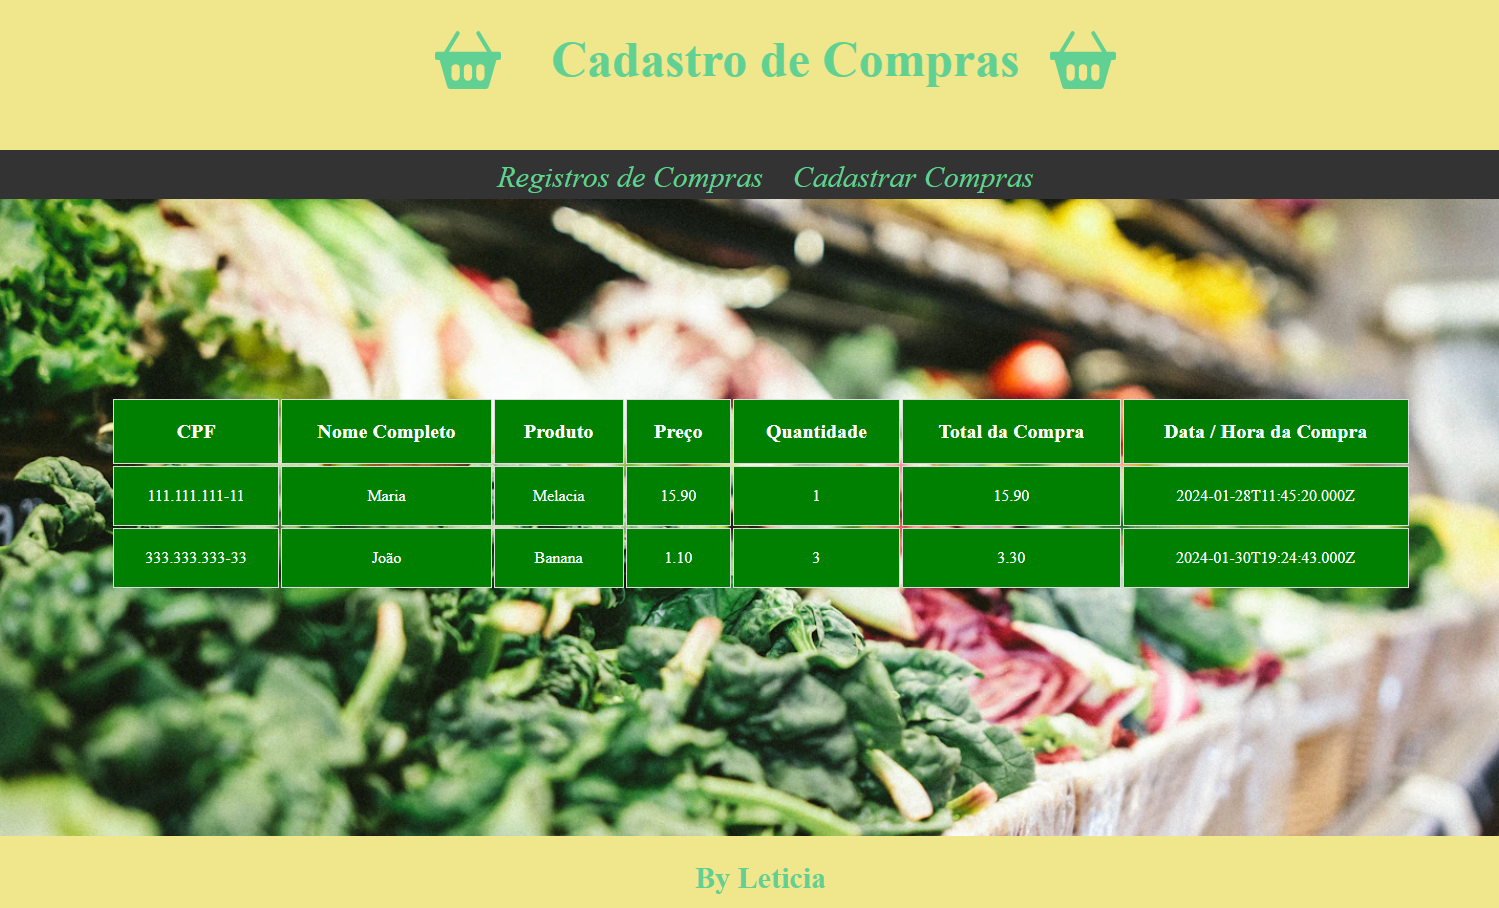 Cadastro de Compras
Registros de Compras Cadastrar Compras
CPF Nome Completo Produto Preço Quantidade Total da Compra Data / Hora da Compra
111.111.111-11 Maria Melacia 15.90 1 15.90 2024-01-28T11:45:20.000Z
333.333.333-33 João Banana 1.10 3 3.30 2024-01-30T19:24:43.000Z
By Leticia